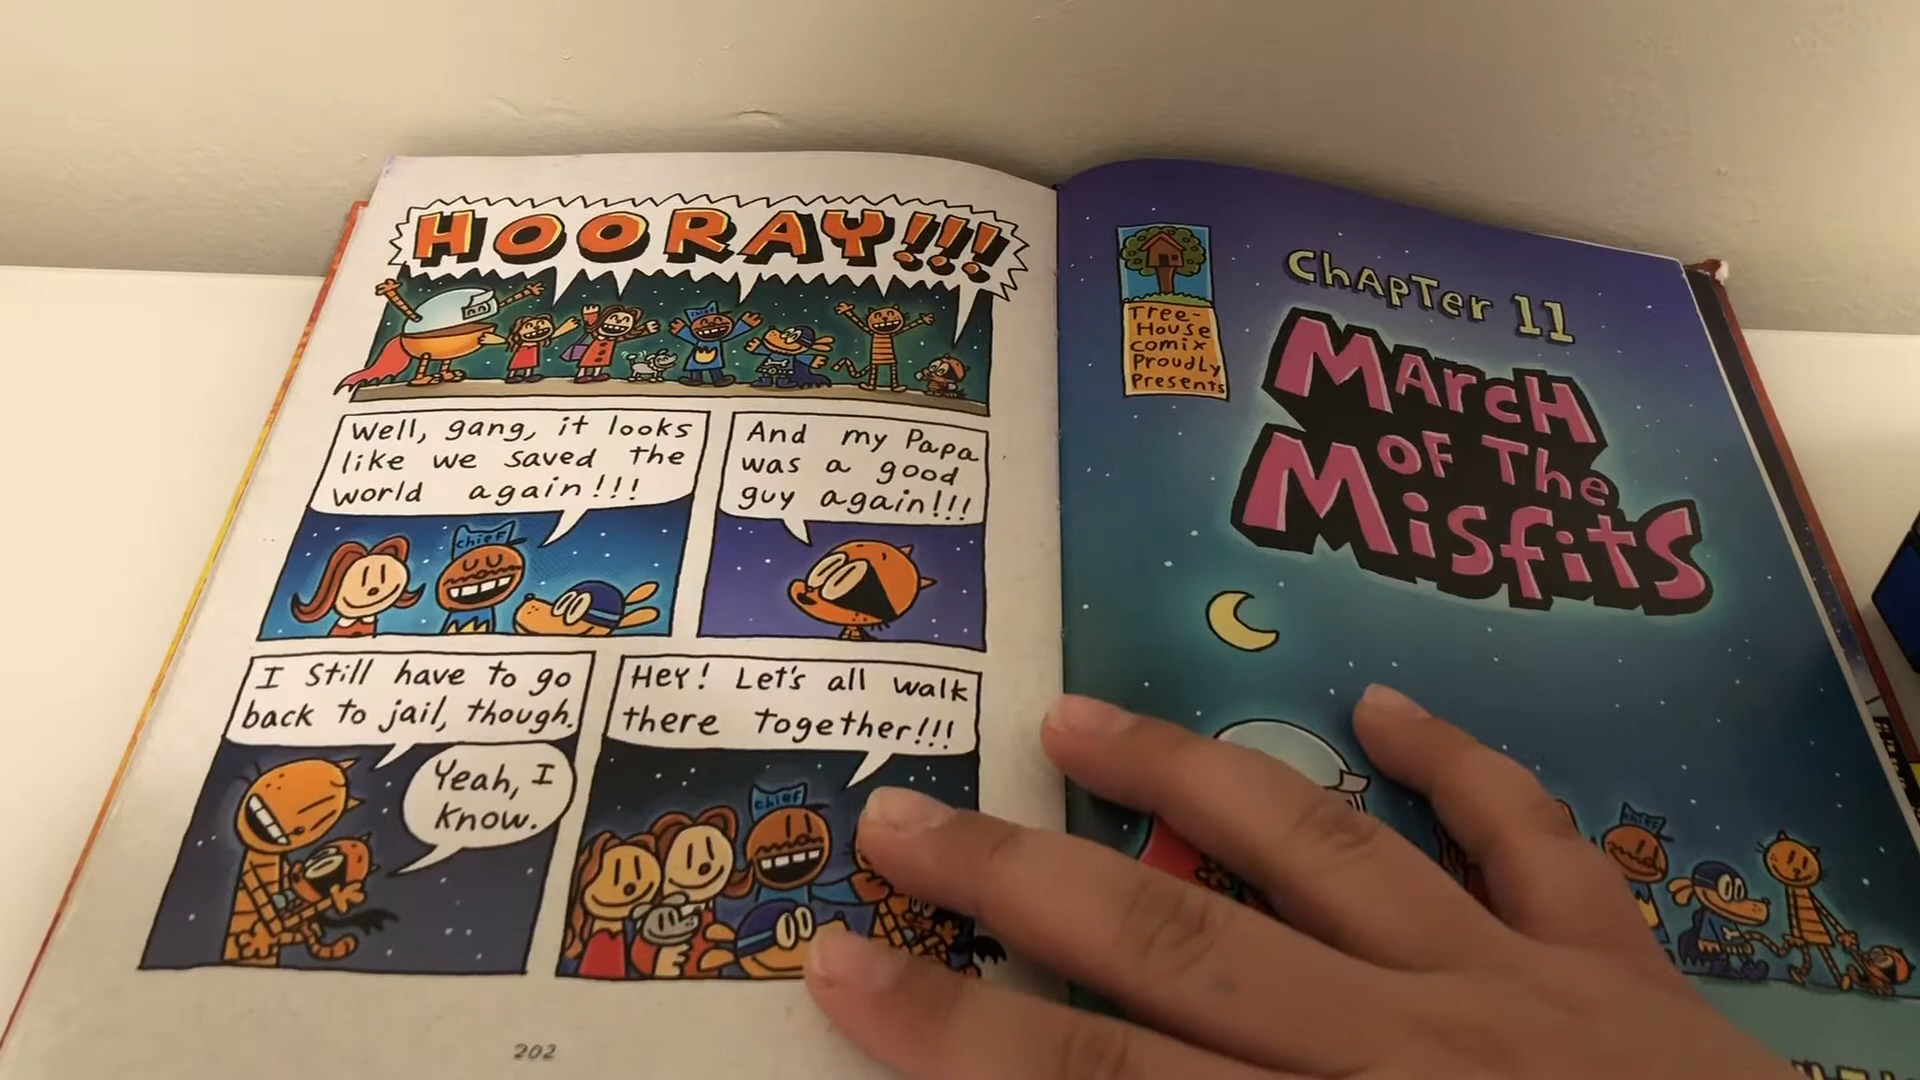 HOORAY!!!
CHIEF
Well, gang, it looks
like we saved the
world again!!!
chief
And my Papa
was a good
guy again!!!
I still have to go
back to jail, though.
Yeah, I
know.
Hey! Let's all walk
there together!!!
chief
202
Tree-
House
comix
Proudly
Presents
Chapter 11
March
of The
Misfits
chief